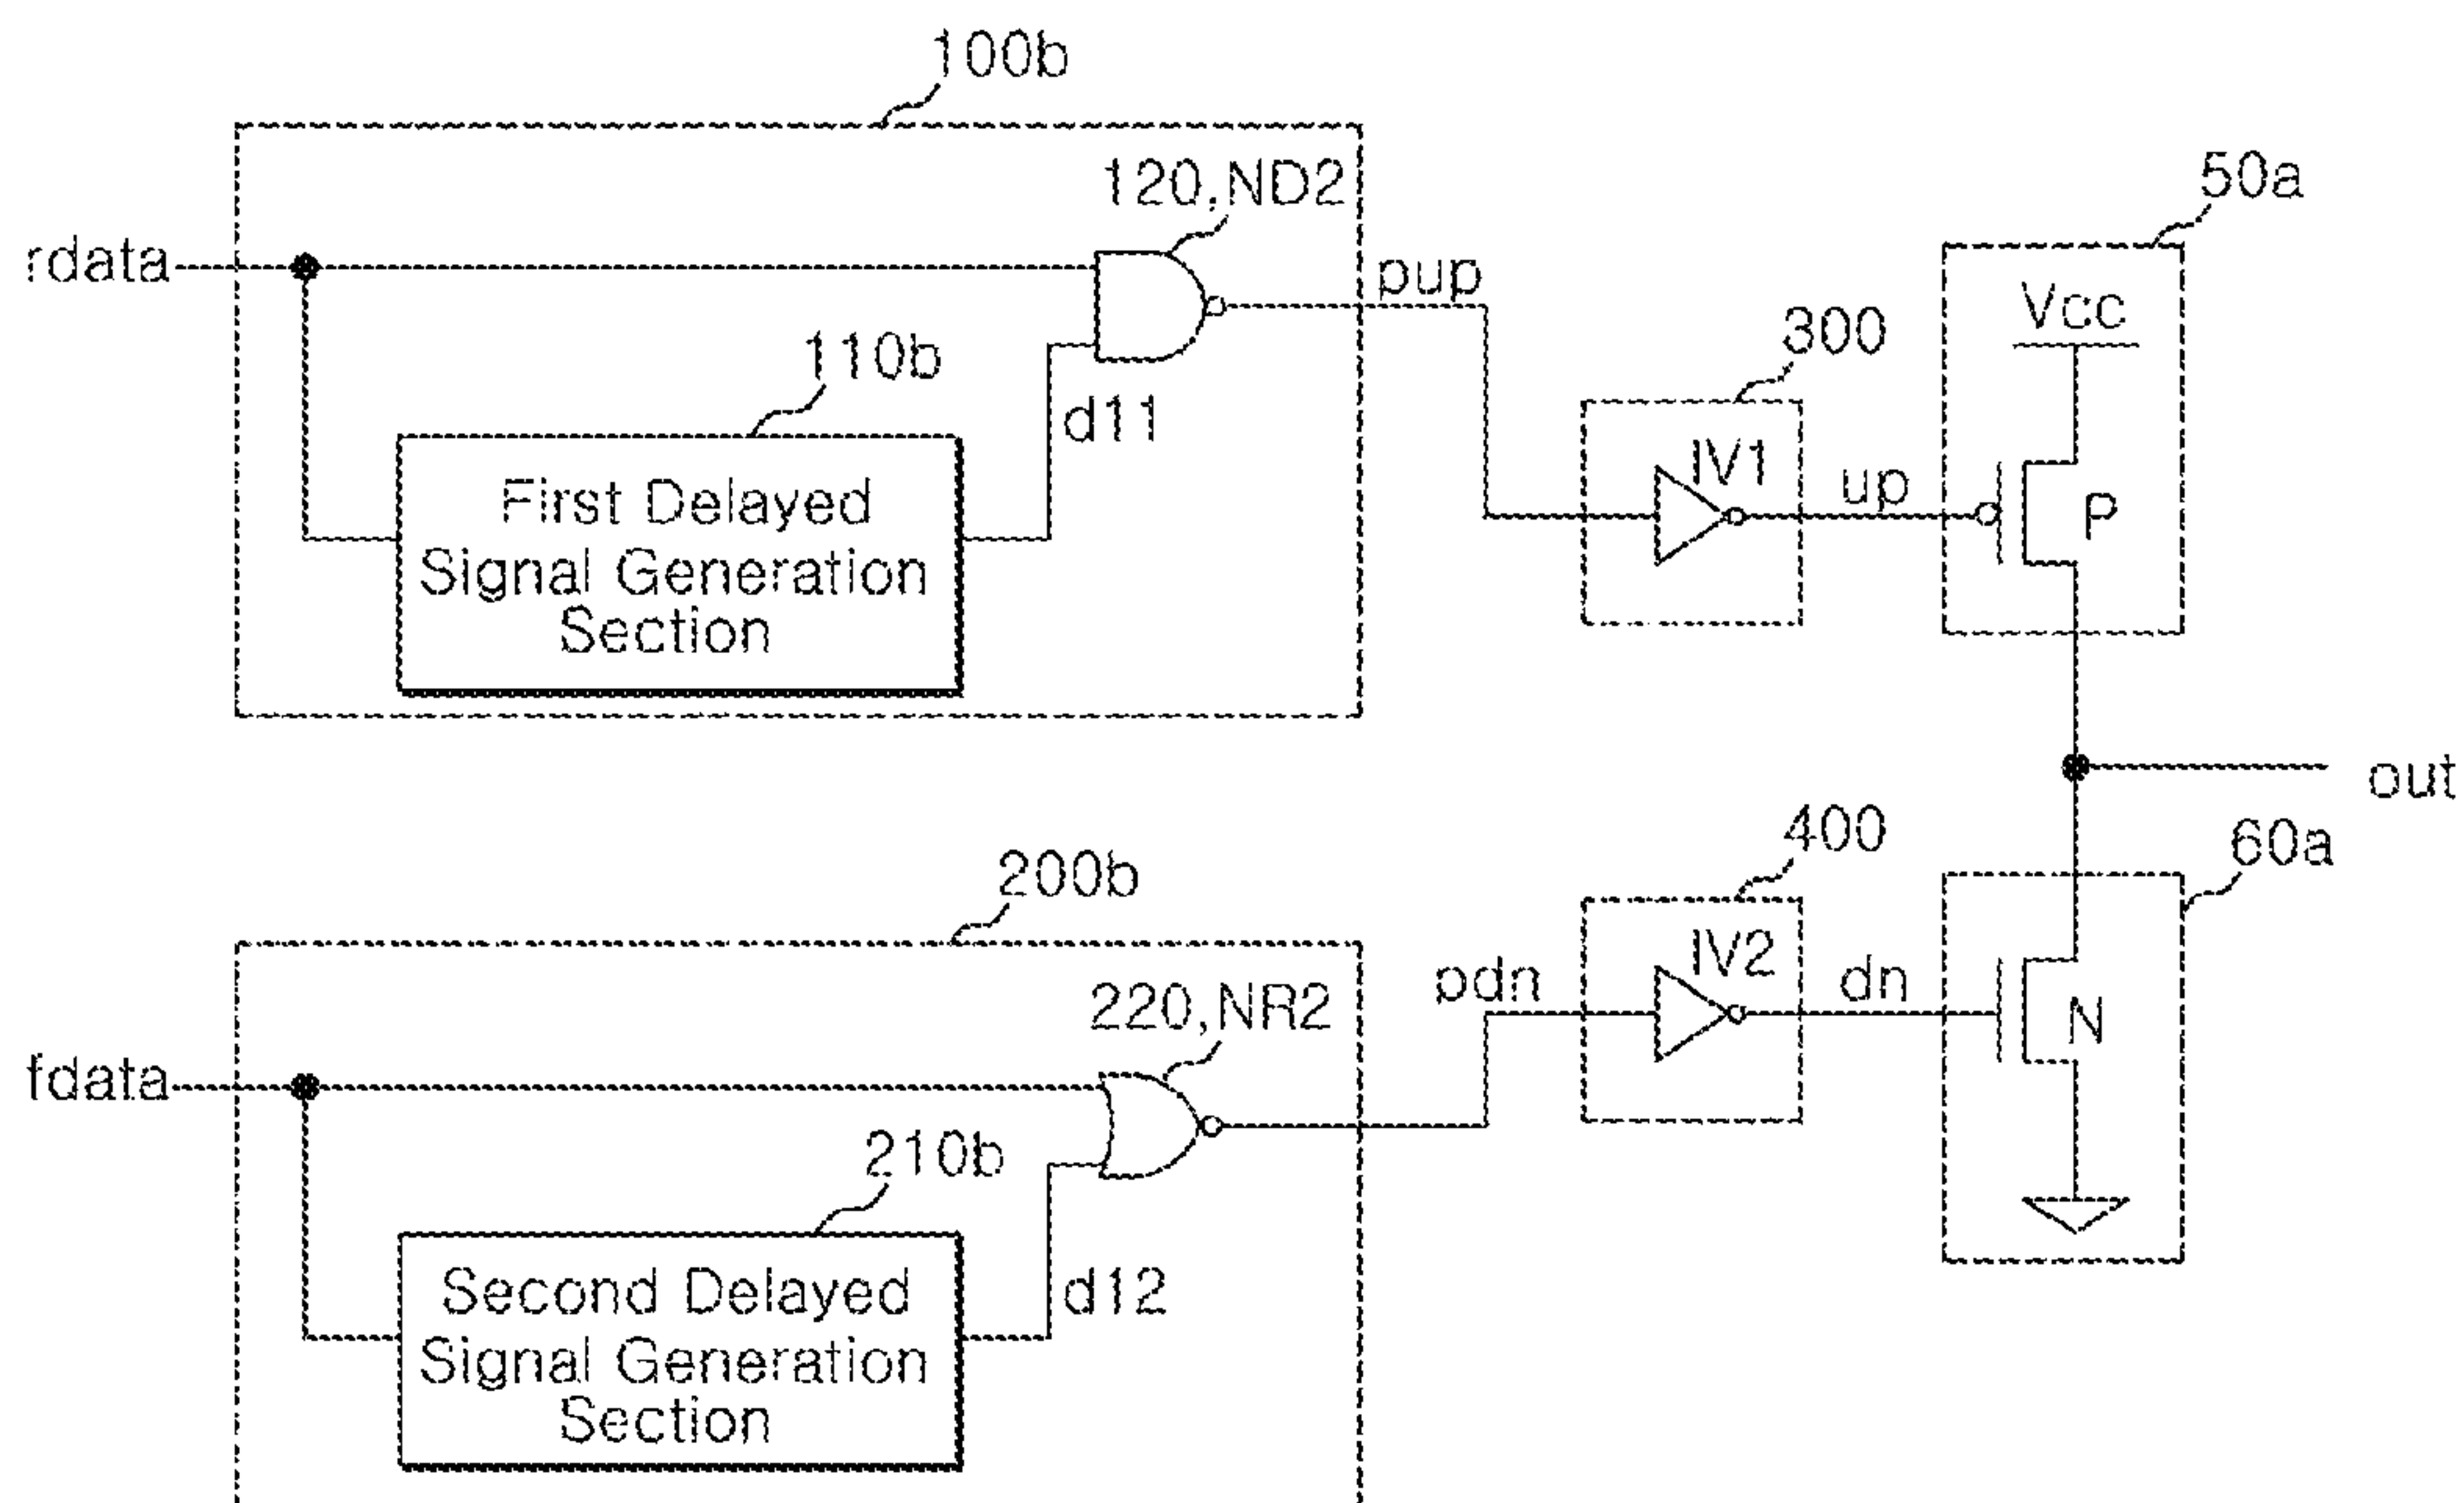 100b
120,ND2
50a
rdata
pup
Vcc
300
110b
d11
IV1
up
P
First Delayed
Signal Generation
Section
out
400
60a
200b
IV2
pdn
dn
220,NR2
N
fdata
210b
d12
Second Delayed
Signal Generation
Section